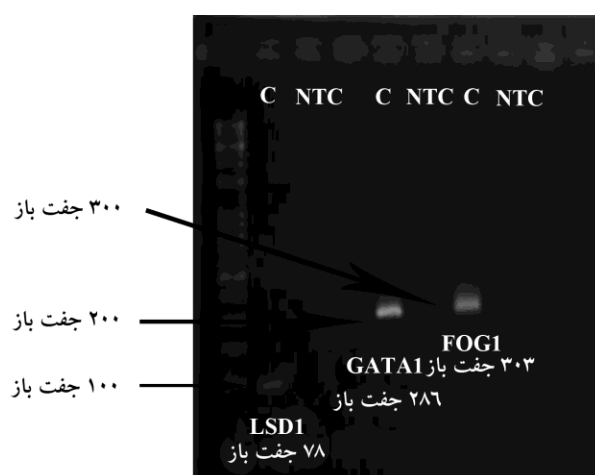 C NTC C NTC C NTC
۳۰۰ جفت باز
۲۰۰ جفت باز
FOG1
۳۰۳ جفت باز
GATA1
۲۸۶ جفت باز
۱۰۰ جفت باز
LSD1
۷۸ جفت باز